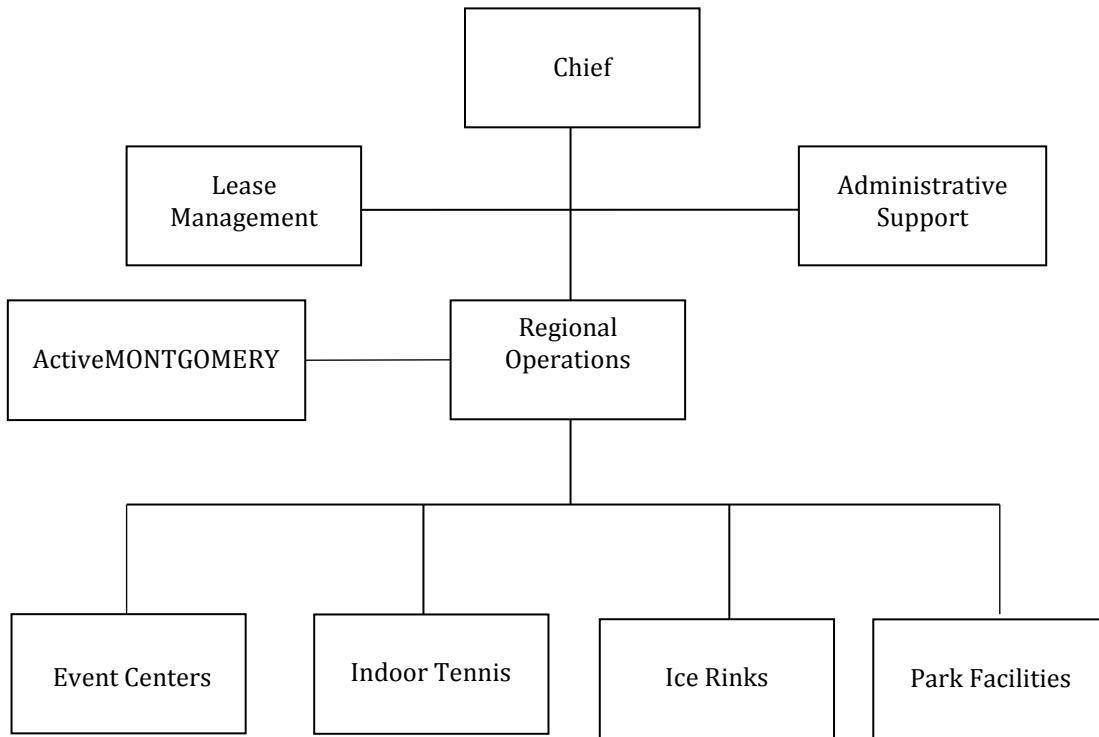 Chief
Lease
Management
Administrative
Support
ActiveMONTGOMERY
Regional
Operations
Event Centers
Indoor Tennis
Ice Rinks
Park Facilities